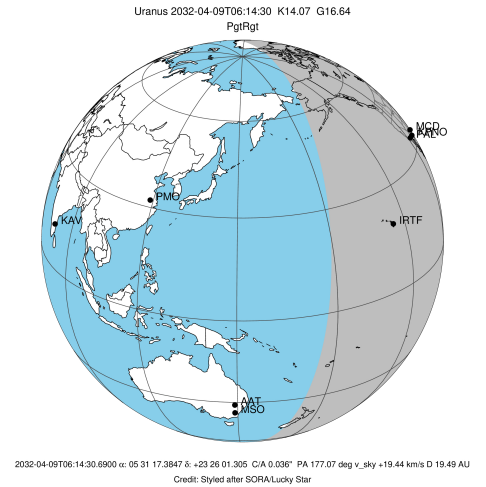 Uranus 2032-04-09T06:14:30 K14.07 G16.64
PgtRgt
MCD
PAL
IRTF
PMO
KAV
AAT
MSO
2032-04-09T06:14:30.6900 α: 05 31 17.3847 δ: +23 26 01.305 C/A 0.036" PA 177.07 deg v_sky +19.44 km/s D 19.49 AU
Credit: Styled after SORA/Lucky Star